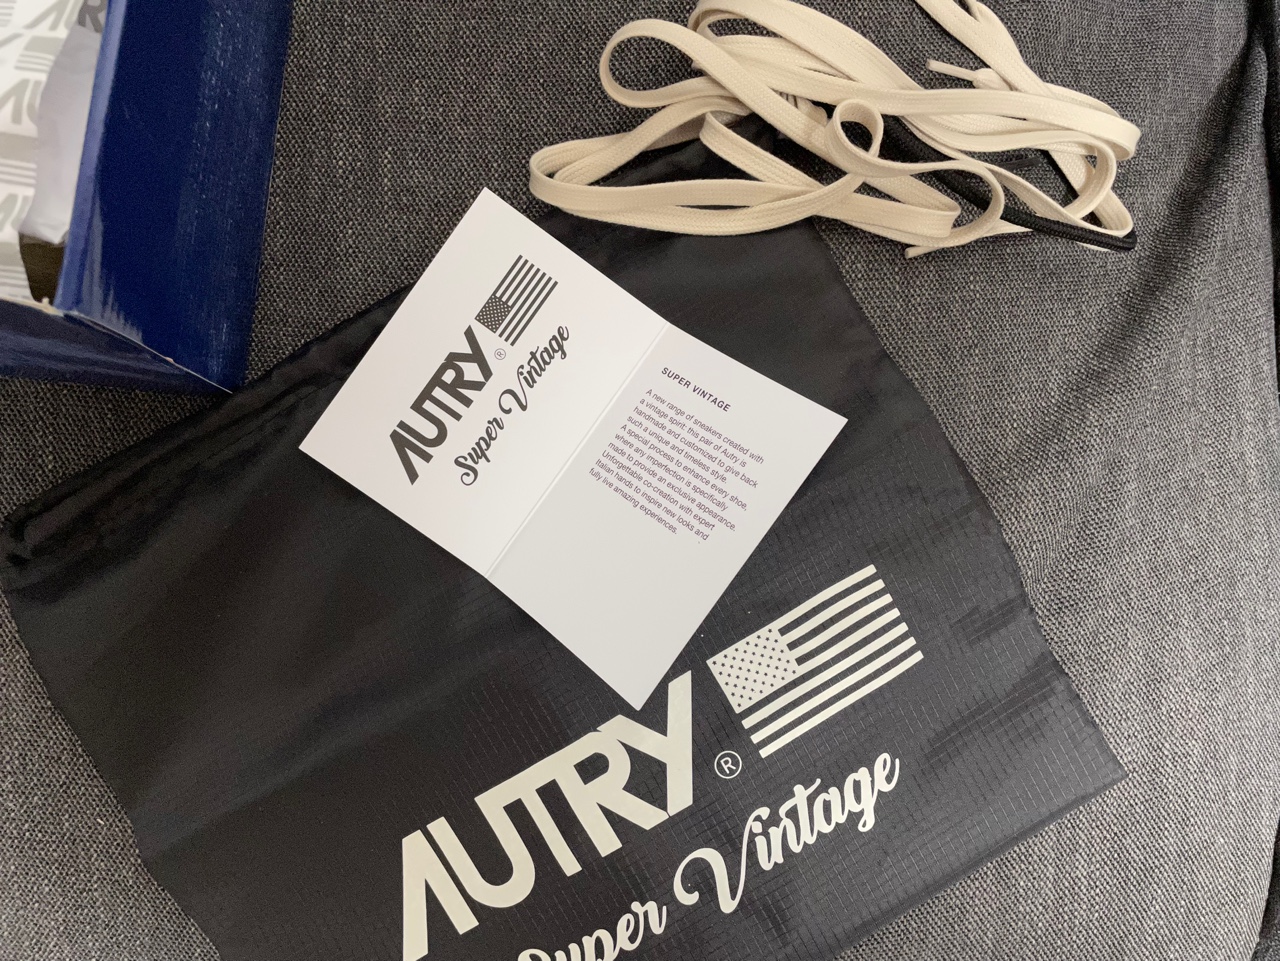 AUTRY ®
Super Vintage
SUPER VINTAGE
A new range of sneakers created with
a vintage spirit: this pair of Autry is
handmade and customized to give back
such a unique and timeless style.
A special process to enhance every shoe,
where any imperfection is specifically
made to provide an exclusive appearance.
Unforgettable co-creation with expert
Italian hands to inspire new looks and
fully live amazing experiences.
AUTRY ®
Super Vintage